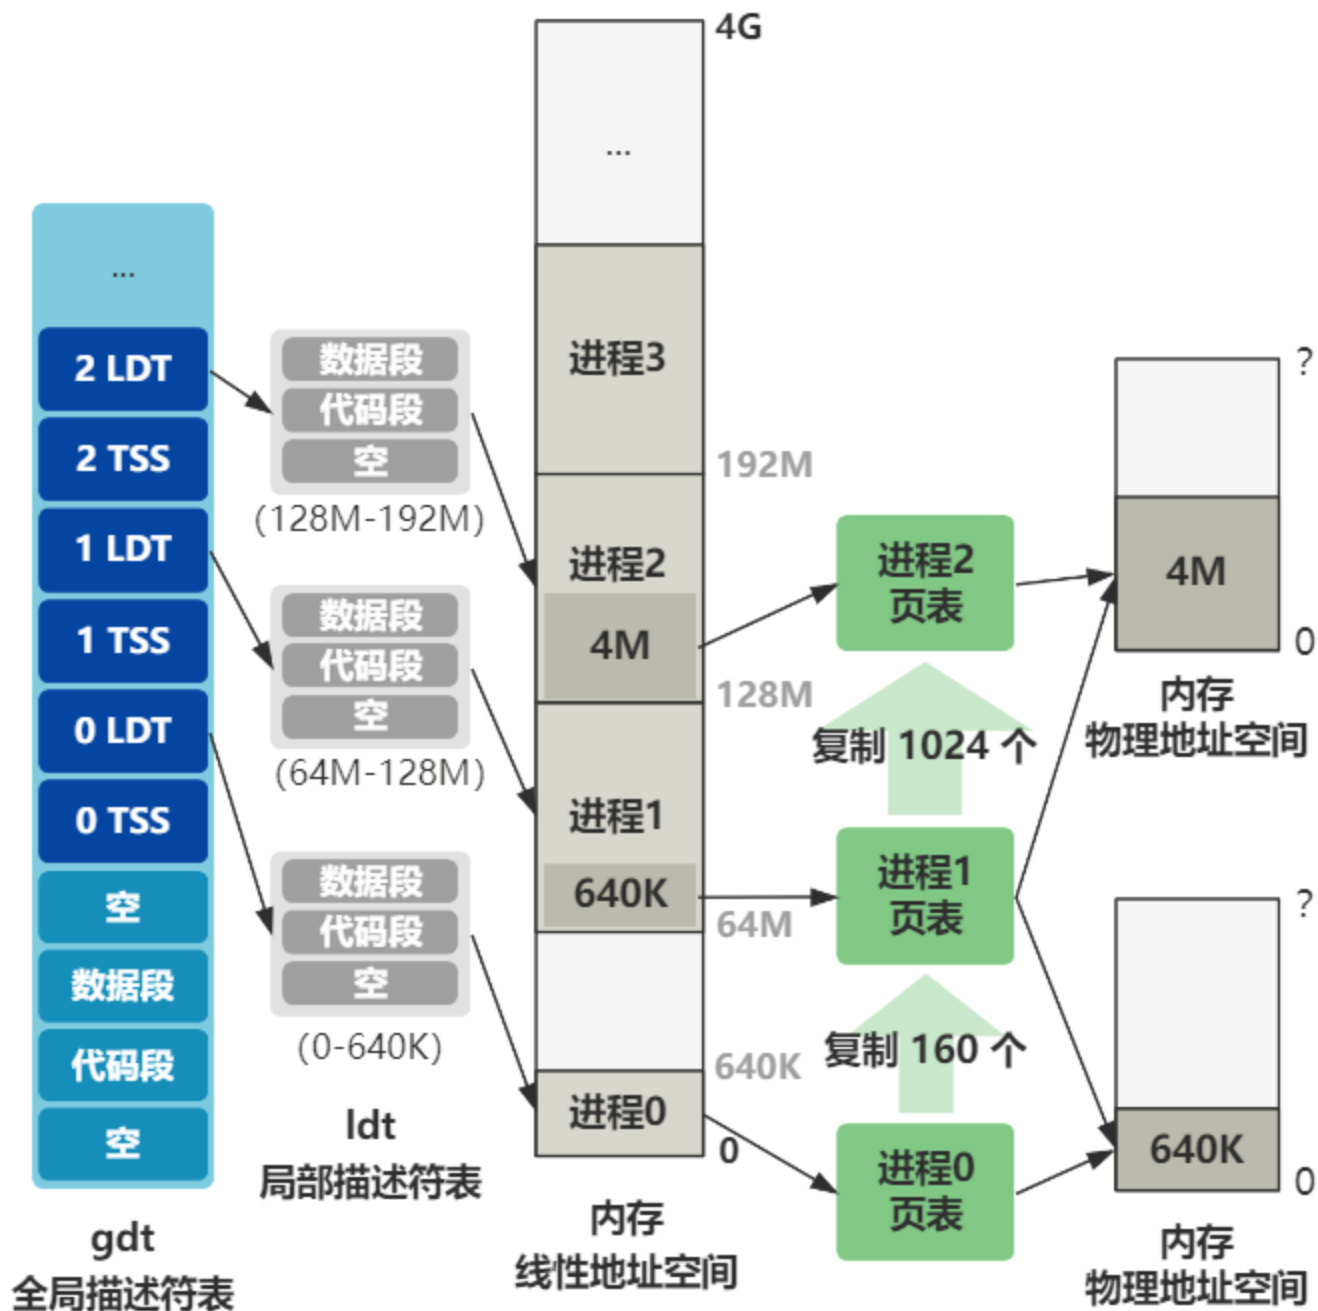 ...
2 LDT
2 TSS
1 LDT
1 TSS
0 LDT
0 TSS
空
数据段
代码段
空
gdt
全局描述符表
数据段
代码段
空
(128M-192M)
数据段
代码段
空
(64M-128M)
数据段
代码段
空
(0-640K)
ldt
局部描述符表
4G
...
进程3
192M
进程2
4M
128M
进程1
640K
64M
640K
进程0
0
内存
线性地址空间
进程2
页表
复制 1024 个
进程1
页表
复制 160 个
进程0
页表
?
4M
0
内存
物理地址空间
?
640K
0
内存
物理地址空间